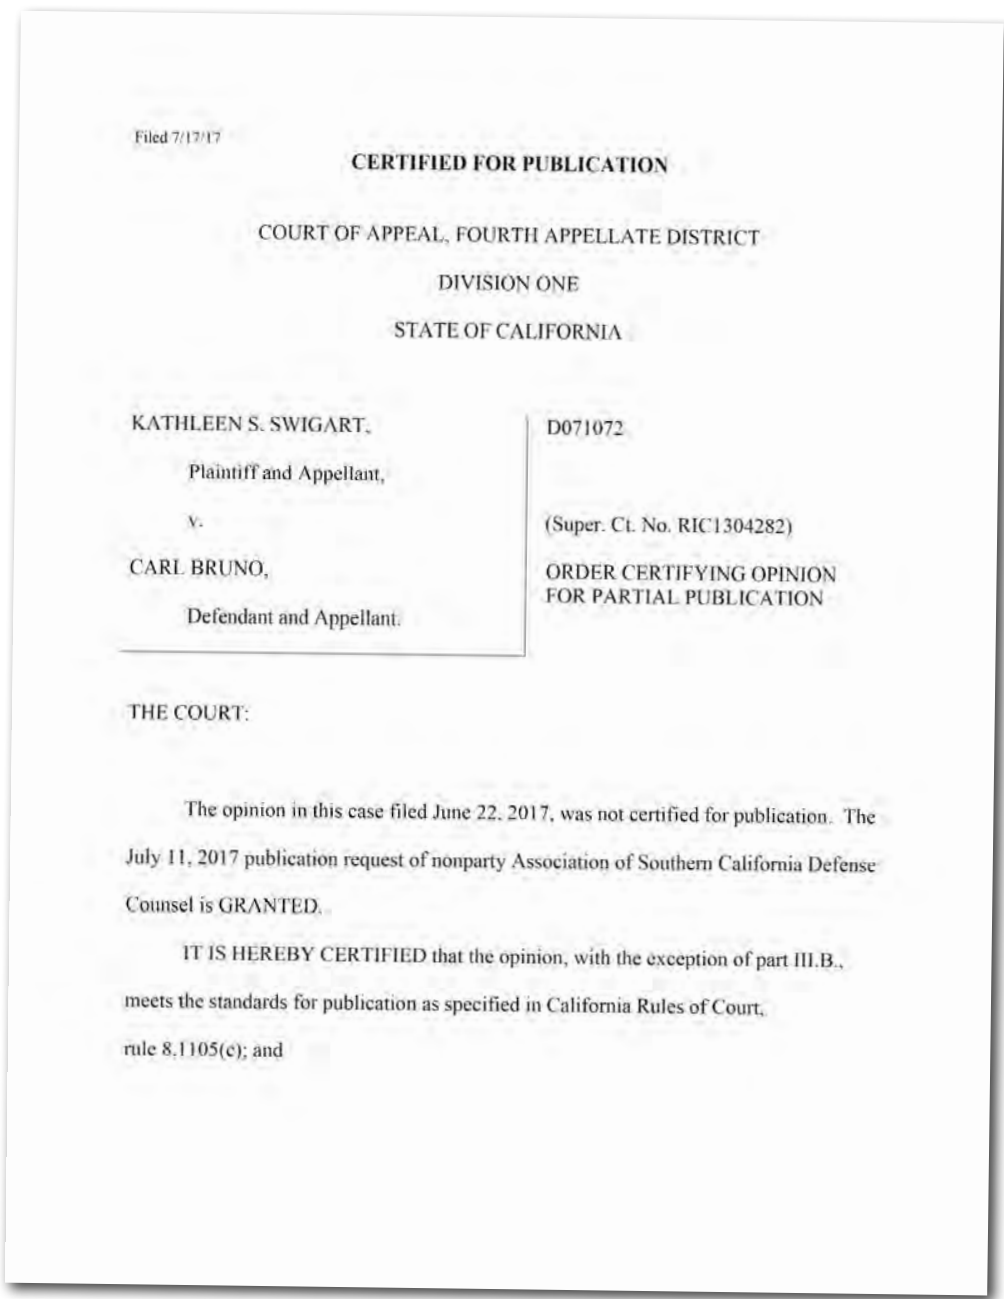 Filed 7/17/17
CERTIFIED FOR PUBLICATION
COURT OF APPEAL, FOURTH APPELLATE DISTRICT
DIVISION ONE
STATE OF CALIFORNIA
KATHLEEN S. SWIGART,
Plaintiff and Appellant,
v.
CARL BRUNO,
Defendant and Appellant.
D071072
(Super. Ct. No. RIC1304282)
ORDER CERTIFYING OPINION
FOR PARTIAL PUBLICATION
THE COURT:
The opinion in this case filed June 22, 2017, was not certified for publication. The
July 11, 2017 publication request of nonparty Association of Southern California Defense
Counsel is GRANTED.
IT IS HEREBY CERTIFIED that the opinion, with the exception of part III.B.,
meets the standards for publication as specified in California Rules of Court,
rule 8.1105(c); and